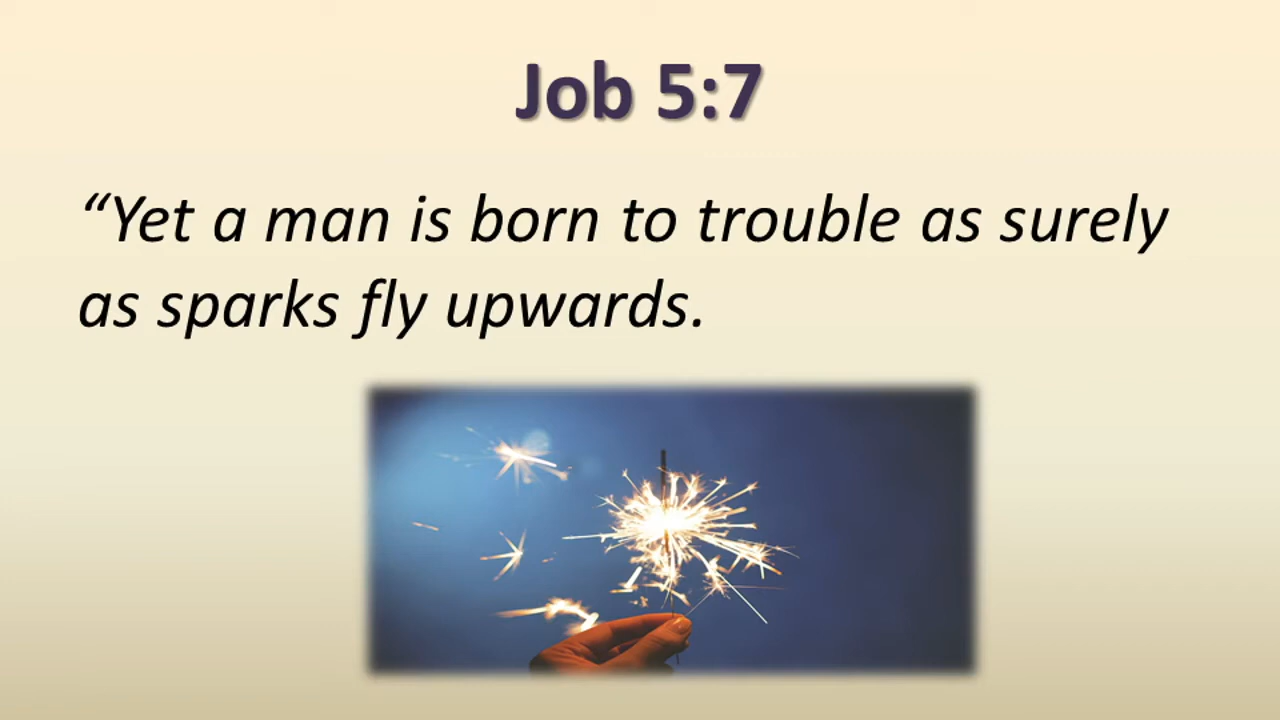 Job 5:7
“Yet a man is born to trouble as surely
as sparks fly upwards.